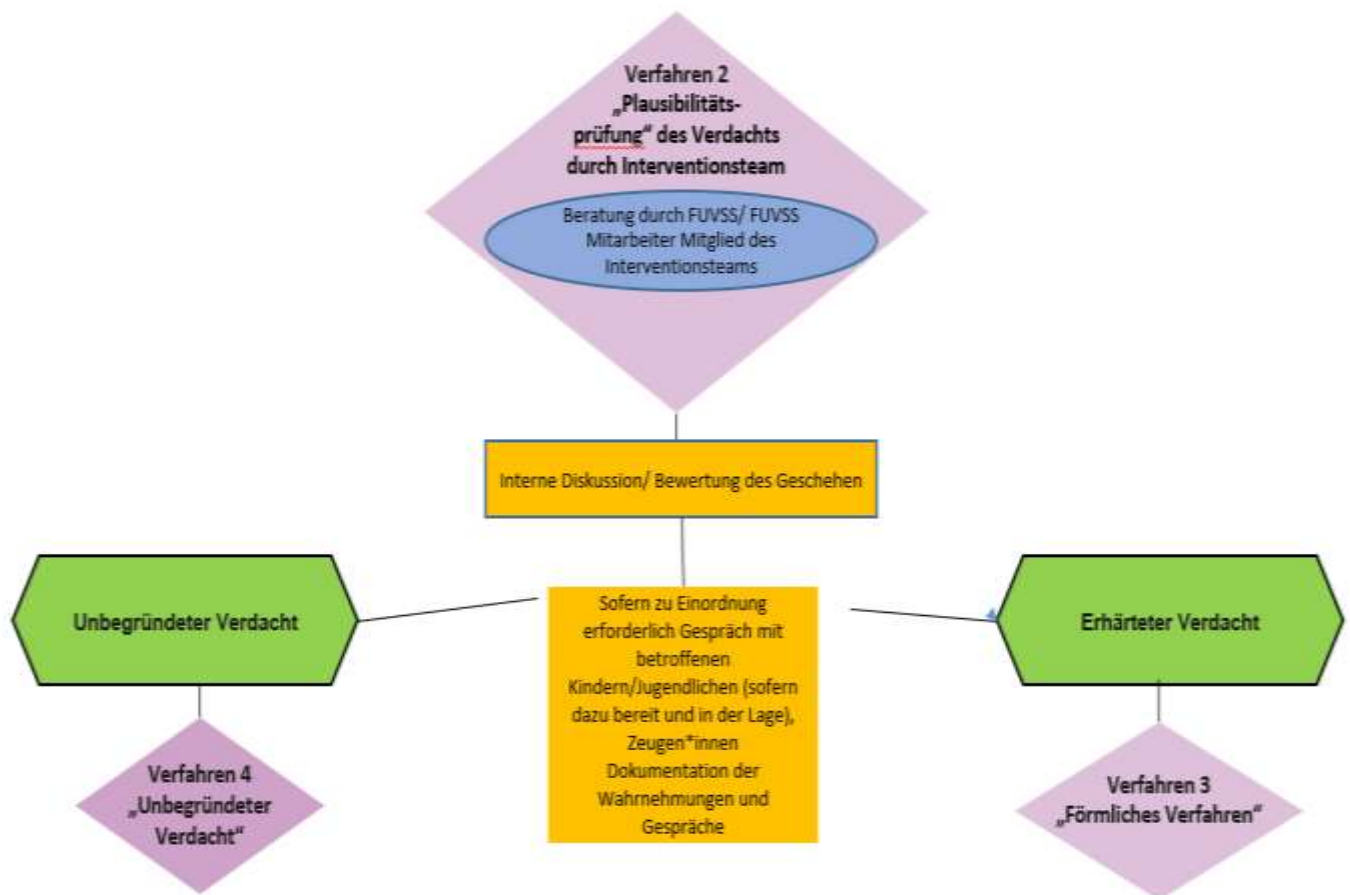 Verfahren 2
„Plausibilitäts-
prüfung“ des Verdachts
durch Interventionsteam
Beratung durch FUVSS/ FUVSS
Mitarbeiter Mitglied des
Interventionsteams
Interne Diskussion/ Bewertung des Geschehen
Unbegründeter Verdacht
Sofern zu Einordnung
erforderlich Gespräch mit
betroffenen
Kindern/Jugendlichen (sofern
dazu bereit und in der Lage),
Zeugen*innen
Dokumentation der
Wahrnehmungen und
Gespräche
Erhärteter Verdacht
Verfahren 4
„Unbegründeter
Verdacht“
Verfahren 3
„Förmliches Verfahren“